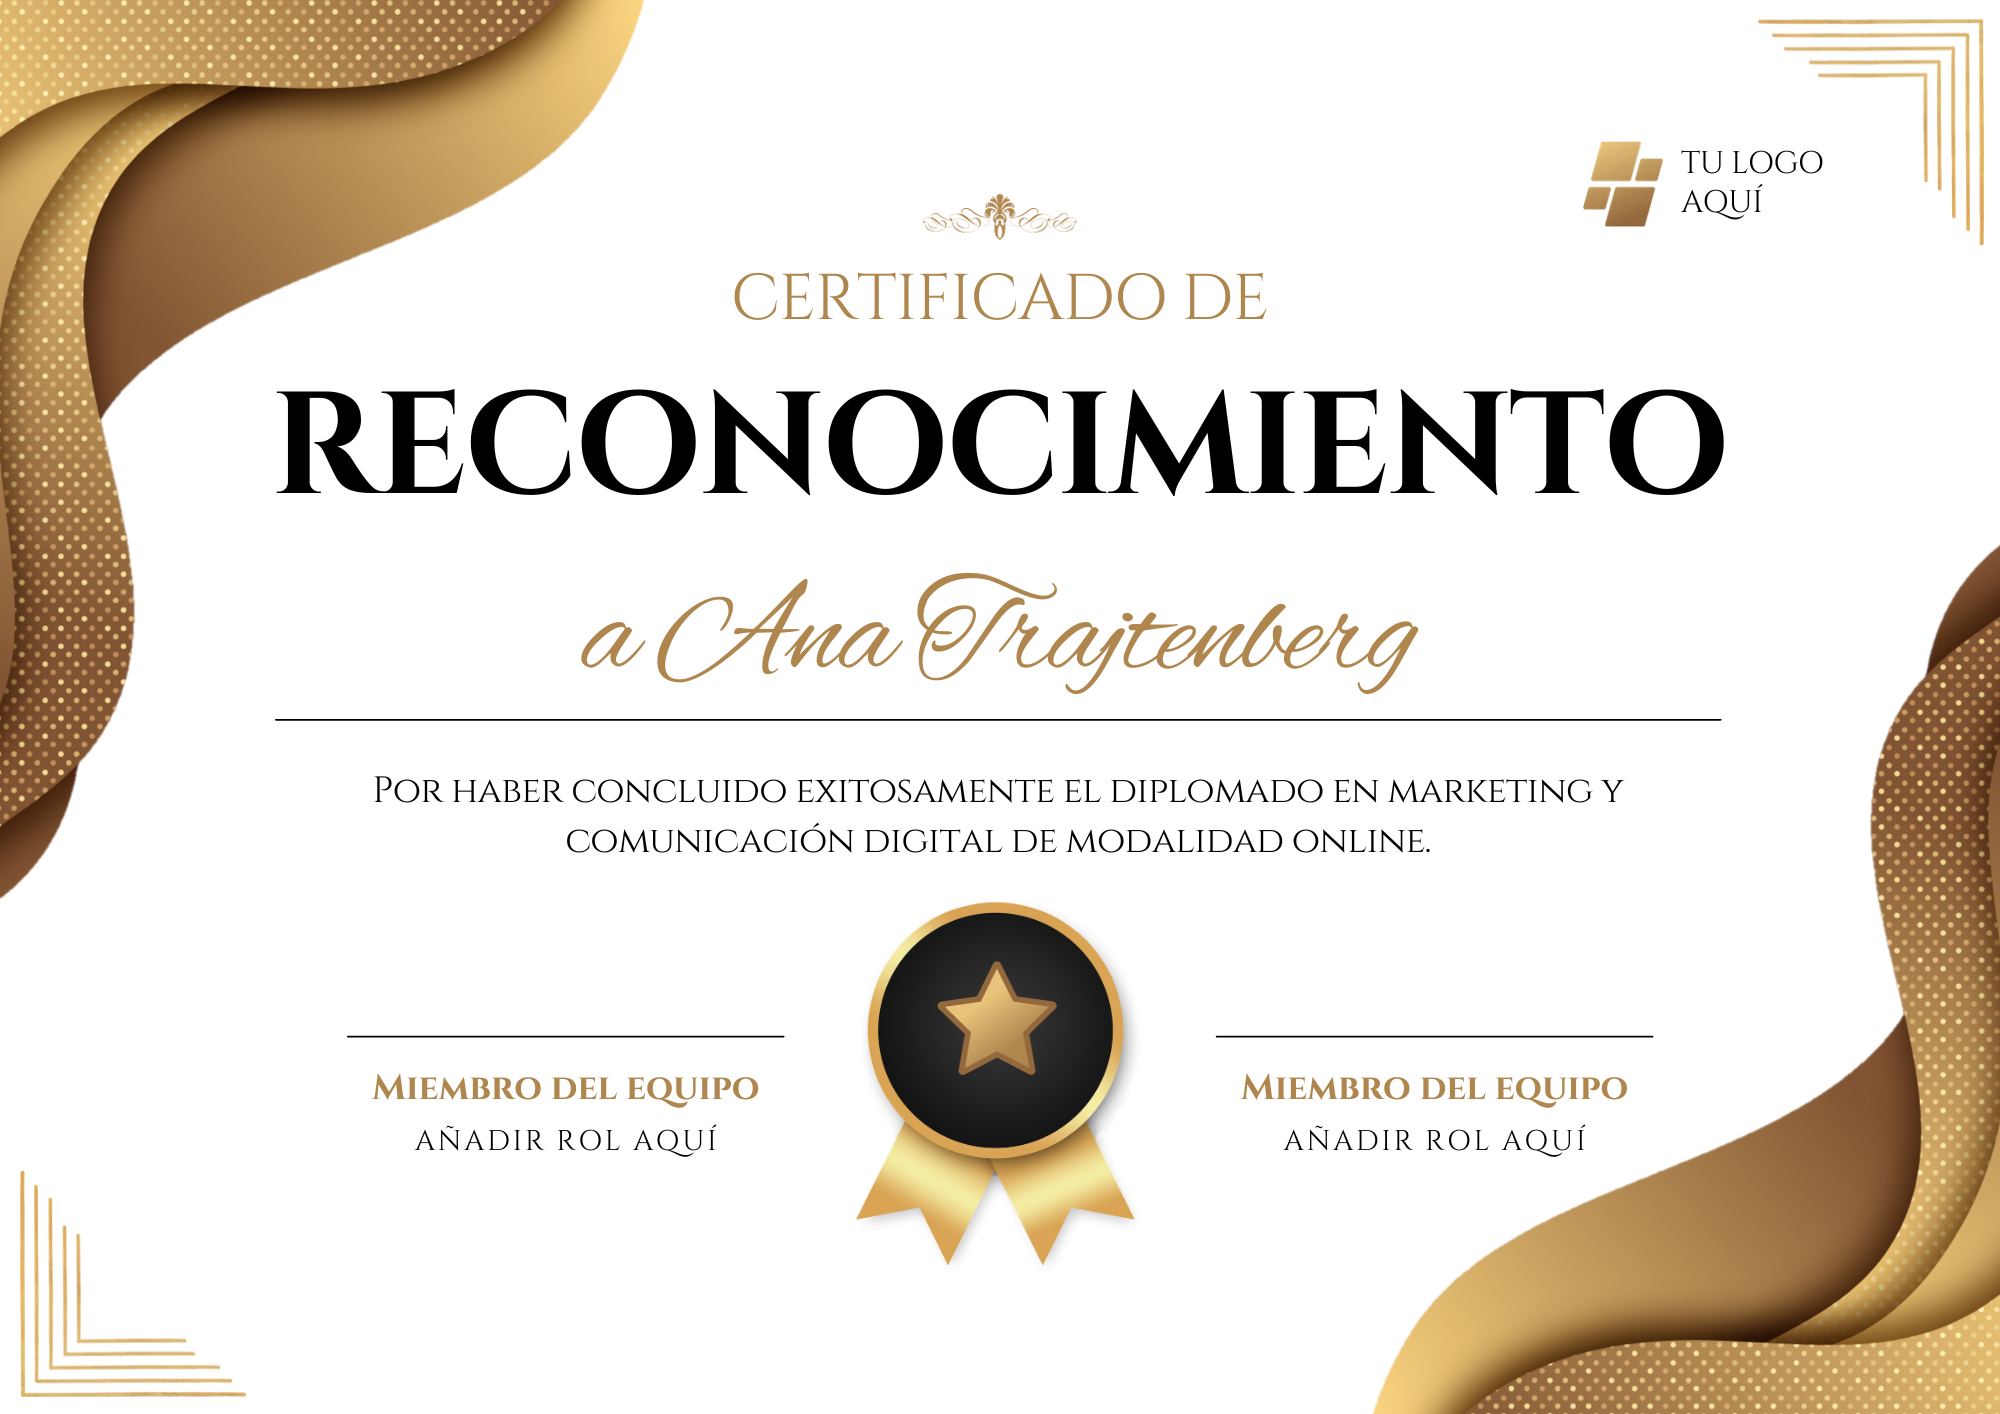 TU LOGO
AQUÍ
CERTIFICADO DE
RECONOCIMIENTO
a Ana Trajtenberg
Por haber concluido exitosamente el diplomado en marketing y
comunicación digital de modalidad online.
Miembro del equipo
añadir rol aquí
Miembro del equipo
añadir rol aquí